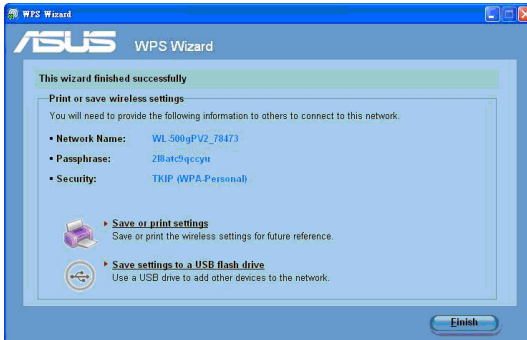 WPS Wizard
ASUS WPS Wizard
This wizard finished successfully
Print or save wireless settings
You will need to provide the following information to others to connect to this network.
▪ Network Name: WL-500gPV2_78473
▪ Passphrase: 2l8atc9qccyu
▪ Security: TKIP (WPA-Personal)
Save or print settings
Save or print the wireless settings for future reference.
Save settings to a USB flash drive
Use a USB drive to add other devices to the network.
Finish